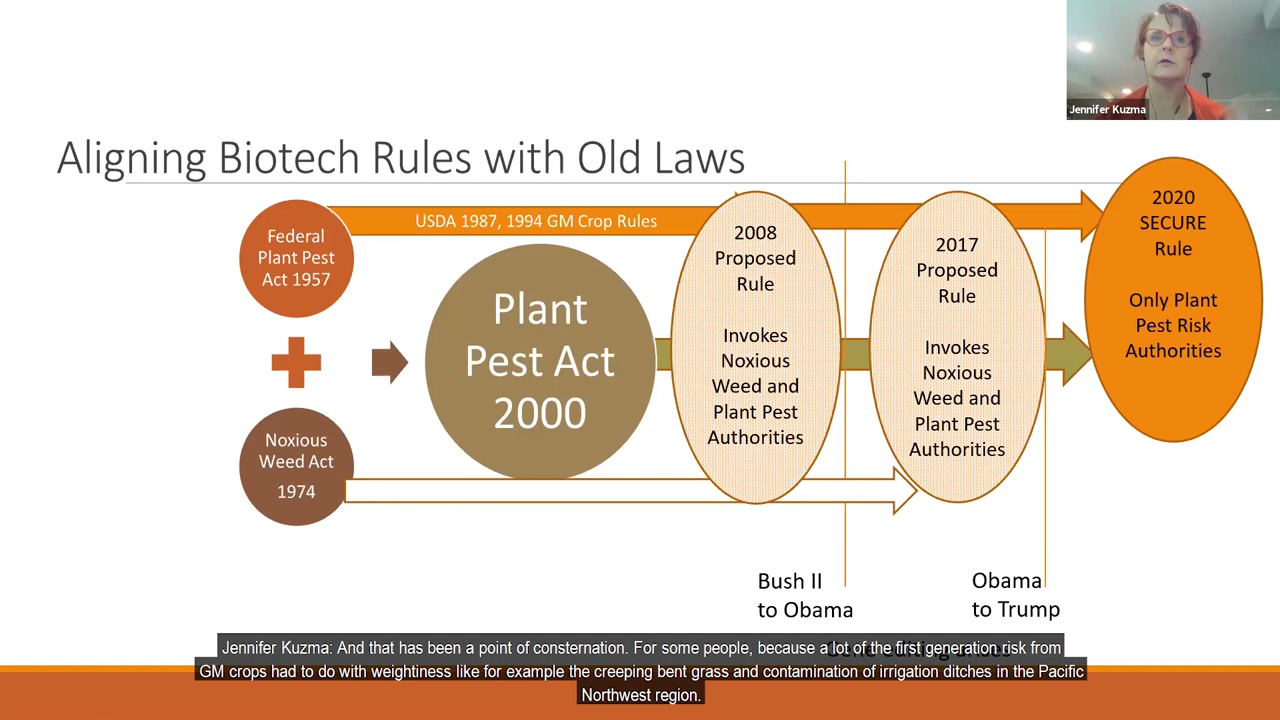 Jennifer Kuzma
Aligning Biotech Rules with Old Laws
Federal
Plant Pest
Act 1957
USDA 1987, 1994 GM Crop Rules
Noxious
Weed Act
1974
Plant
Pest Act
2000
2008
Proposed
Rule
Invokes
Noxious
Weed and
Plant Pest
Authorities
2017
Proposed
Rule
Invokes
Noxious
Weed and
Plant Pest
Authorities
2020
SECURE
Rule
Only Plant
Pest Risk
Authorities
Bush II
to Obama
Obama
to Trump
Jennifer Kuzma: And that has been a point of consternation. For some people, because a lot of the first generation risk from
GM crops had to do with weightiness like for example the creeping bent grass and contamination of irrigation ditches in the Pacific
Northwest region.